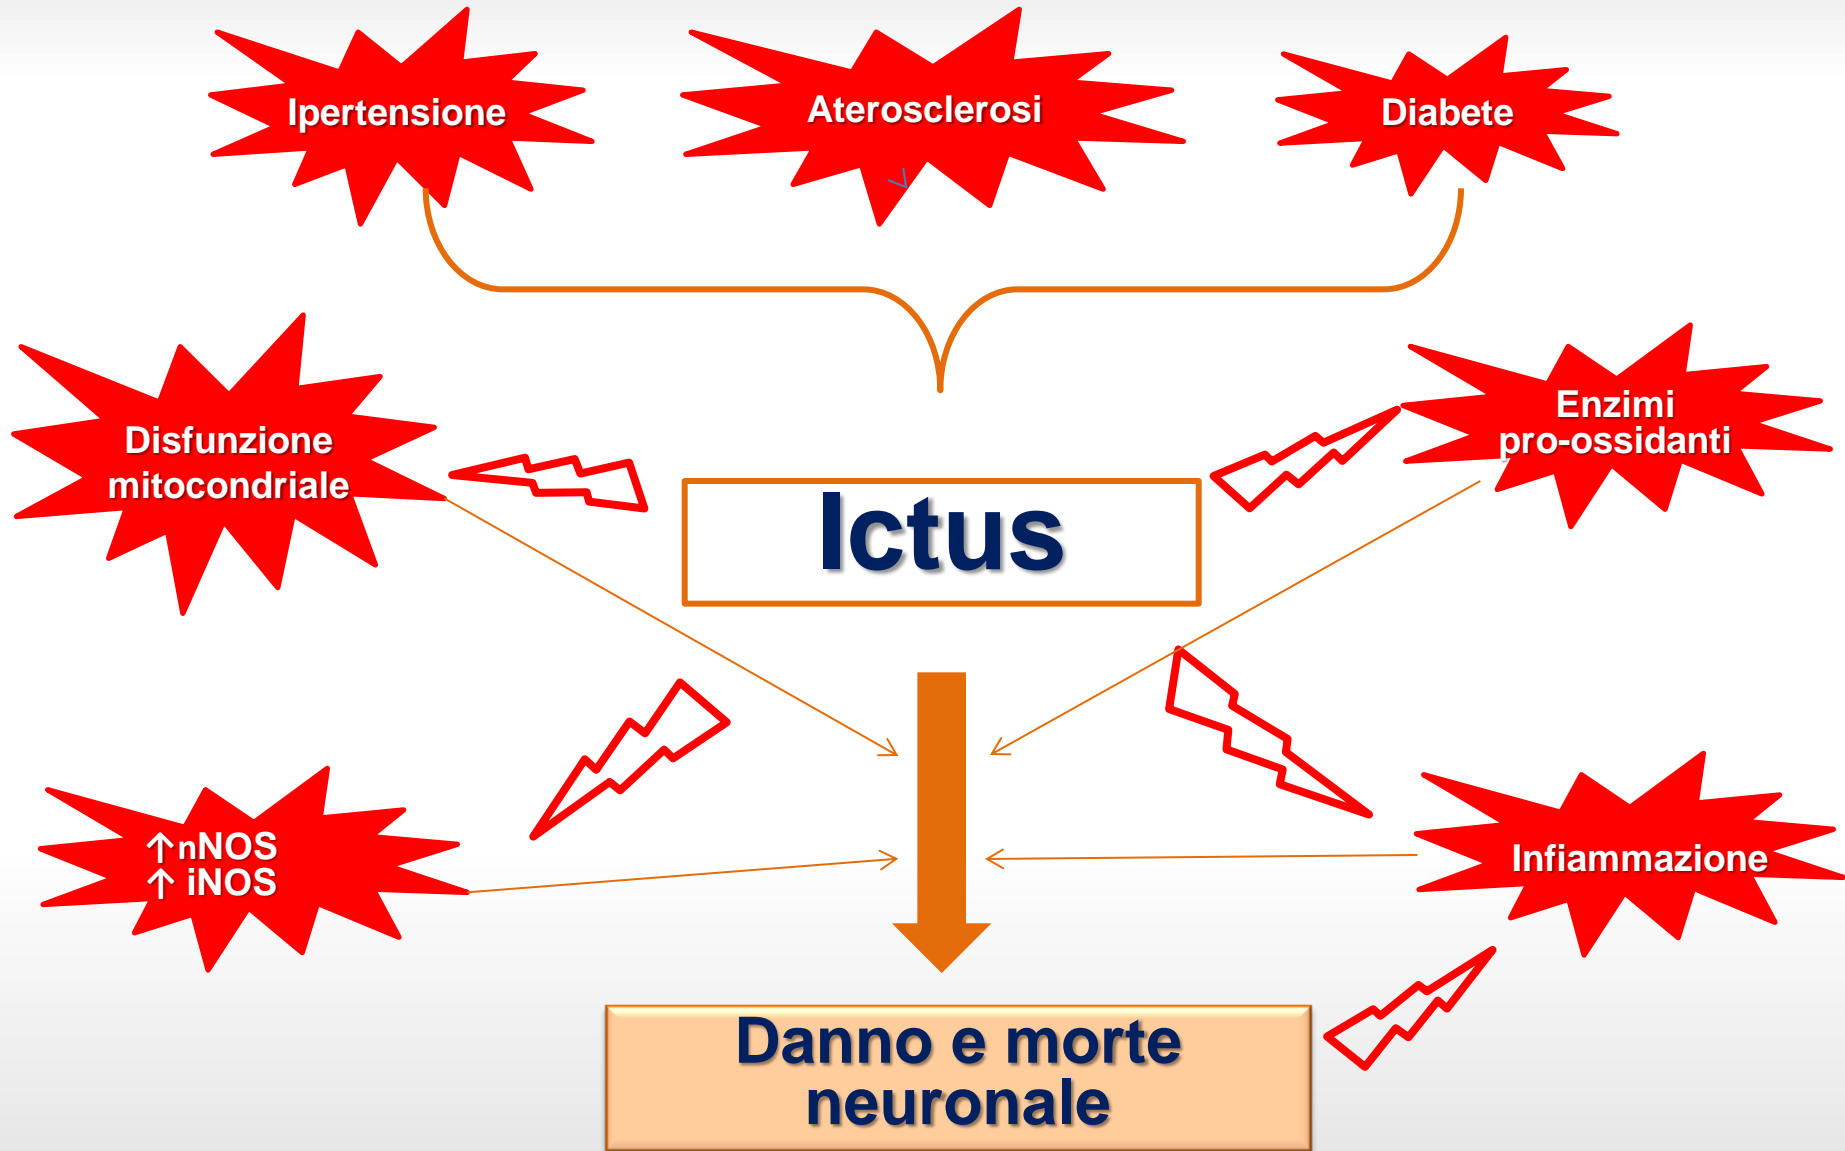 Ipertensione
Aterosclerosi
Diabete
Disfunzione
mitocondriale
Enzimi
pro-ossidanti
Ictus
↑nNOS
↑ iNOS
Infiammazione
Danno e morte
neuronale